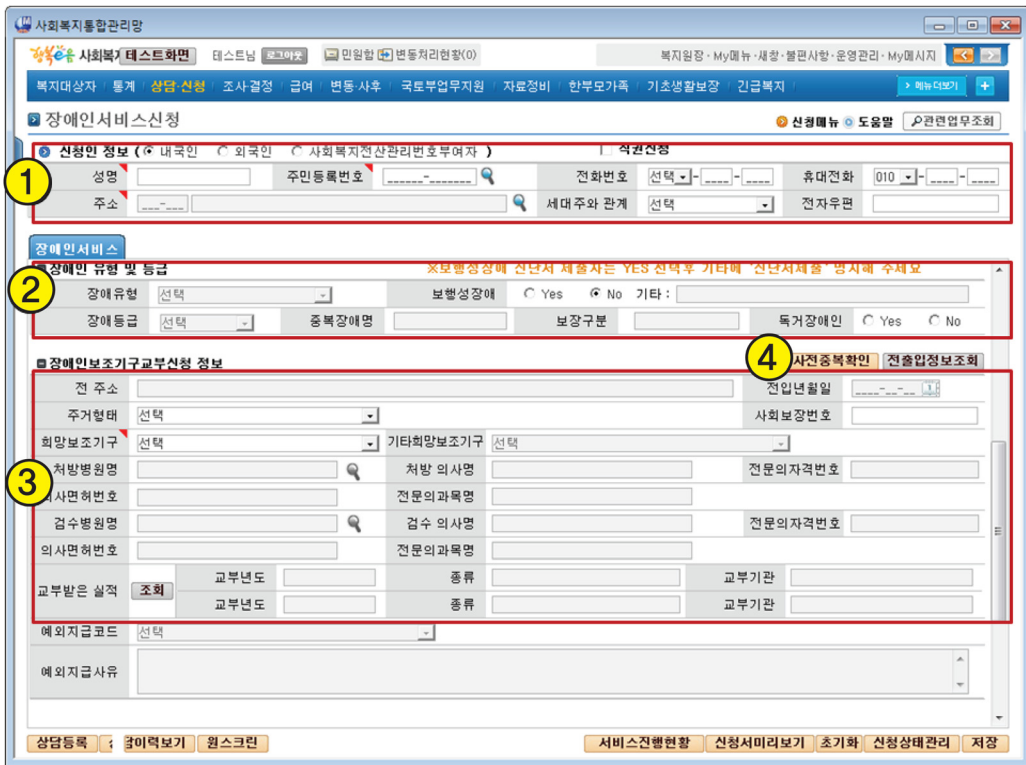 사회복지통합관리망
행복e음 사회복지 테스트화면 테스트님 로그아웃 민원함 변동처리현황(0) 복지원장·My메뉴·새창·불편사항·운영관리·My메시지
복지대상자 통계 상담·신청 조사·결정 급여 변동·사후 국토부업무지원 자료정비 한부모가족 기초생활보장 긴급복지 > 메뉴더보기 +
장애인서비스신청 신청메뉴 도움말 관련업무조회
신청인 정보 ( 내국인 외국인 사회복지전산관리번호부여자 ) 직권신청
1
성명 주민등록번호 ______-_______ 전화번호 선택 -____-____ 휴대전화 010 -____-____
주소 ___-___ 세대주와 관계 선택 전자우편
장애인서비스
장애인 유형 및 등급 ※보행성장애 진단서 제출자는 YES 선택후 기타에 '진단서제출' 명시해 주세요
2
장애유형 선택 보행성장애 Yes No 기타 :
장애등급 선택 중복장애명 보장구분 독거장애인 Yes No
장애인보조기구교부신청 정보 4 사전중복확인 전출입정보조회
전 주소 전입년월일 ____-__-__
주거형태 선택 사회보장번호
희망보조기구 선택 기타희망보조기구 선택
3
처방병원명 처방 의사명 전문의자격번호
의사면허번호 전문의과목명
검수병원명 검수 의사명 전문의자격번호
의사면허번호 전문의과목명
교부받은 실적 조회 교부년도 종류 교부기관
교부년도 종류 교부기관
예외지급코드 선택
예외지급사유
상담등록 담이력보기 원스크린 서비스진행현황 신청서미리보기 초기화 신청상태관리 저장